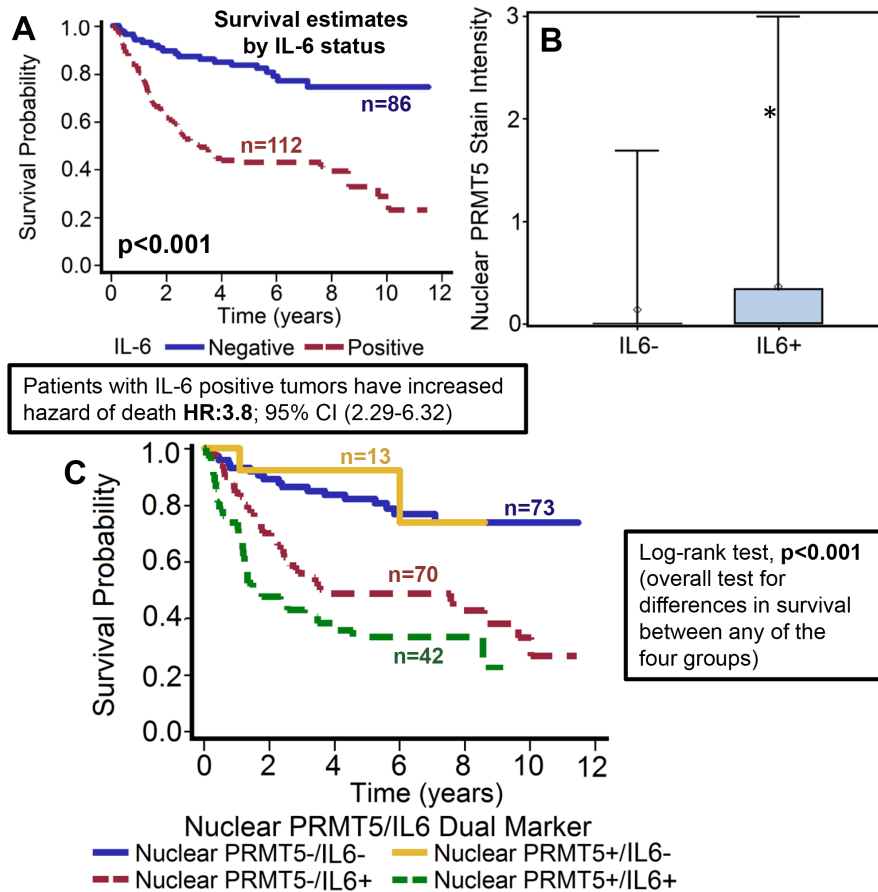 A
Survival estimates
by IL-6 status
Survival Probability
1.0
0.8
0.6
0.4
0.2
0.0
n=86
n=112
p<0.001
0 2 4 6 8 10 12
Time (years)
IL-6 Negative Positive
B
Nuclear PRMT5 Stain Intensity
3
2
1
0
*
IL6- IL6+
Patients with IL-6 positive tumors have increased
hazard of death HR:3.8; 95% CI (2.29-6.32)
C
Survival Probability
1.0
0.8
0.6
0.4
0.2
0.0
n=13
n=73
n=70
n=42
0 2 4 6 8 10 12
Time (years)
Nuclear PRMT5/IL6 Dual Marker
Nuclear PRMT5-/IL6- Nuclear PRMT5+/IL6-
Nuclear PRMT5-/IL6+ Nuclear PRMT5+/IL6+
Log-rank test, p<0.001
(overall test for
differences in survival
between any of the
four groups)